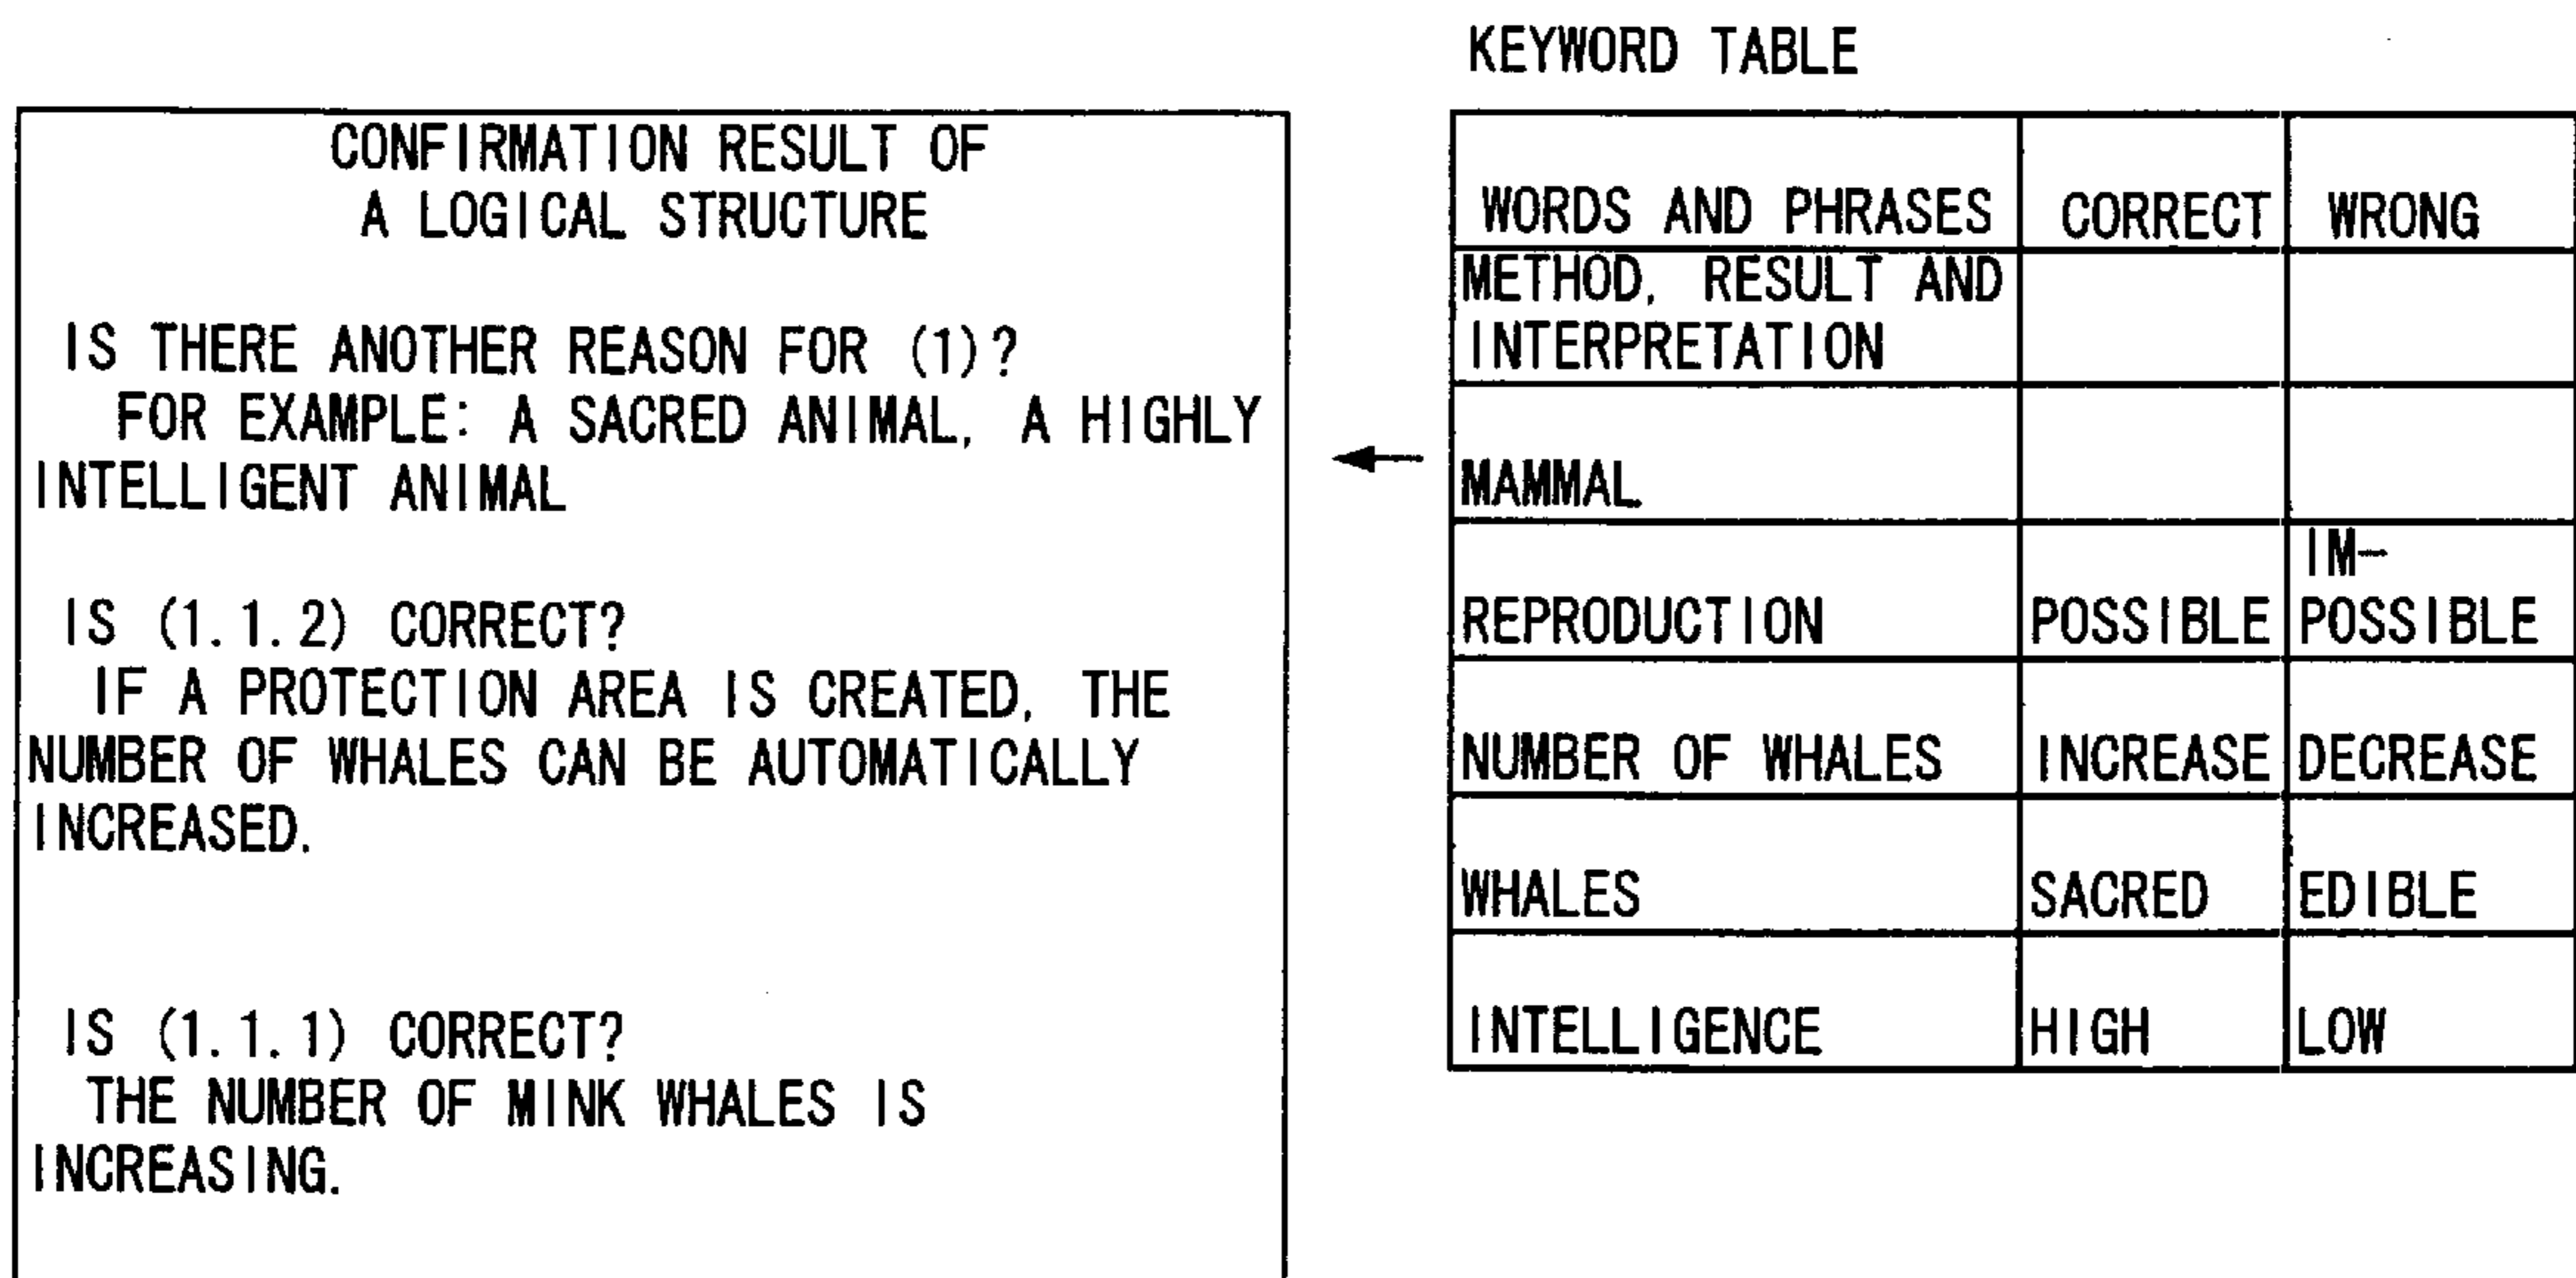 KEYWORD TABLE
CONFIRMATION RESULT OF
A LOGICAL STRUCTURE
IS THERE ANOTHER REASON FOR (1)?
FOR EXAMPLE: A SACRED ANIMAL, A HIGHLY
INTELLIGENT ANIMAL
IS (1.1.2) CORRECT?
IF A PROTECTION AREA IS CREATED, THE
NUMBER OF WHALES CAN BE AUTOMATICALLY
INCREASED.
IS (1.1.1) CORRECT?
THE NUMBER OF MINK WHALES IS
INCREASING.
WORDS AND PHRASES CORRECT WRONG
METHOD, RESULT AND
INTERPRETATION
MAMMAL
IM-
REPRODUCTION POSSIBLE POSSIBLE
NUMBER OF WHALES INCREASE DECREASE
WHALES SACRED EDIBLE
INTELLIGENCE HIGH LOW